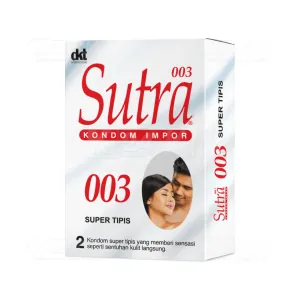 dkt
003
Sutra
KONDOM IMPOR
003
SUPER TIPIS
2 Kondom super tipis yang memberi sensasi
seperti sentuhan kulit langsung.
SUPER TIPIS
003
Sutra